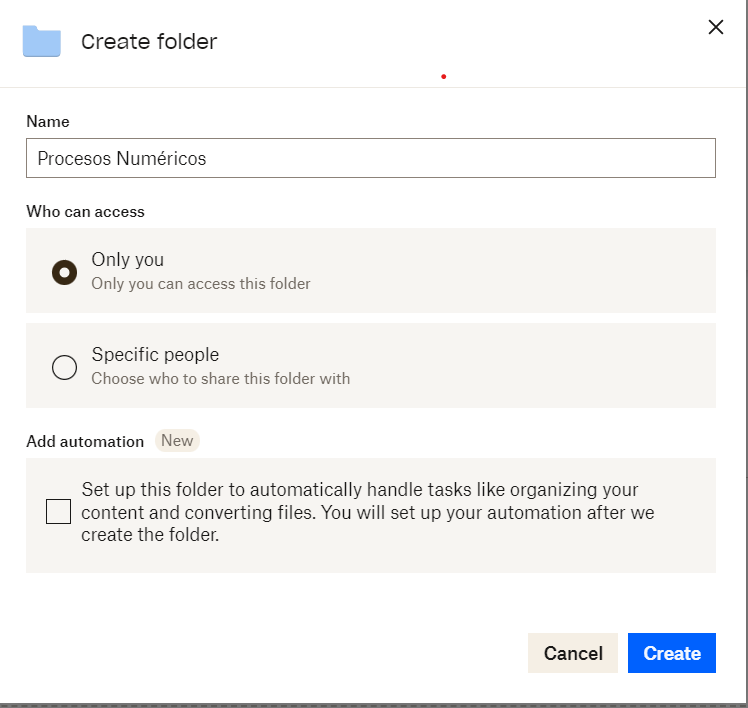 Create folder
Name
Procesos Numéricos
Who can access
Only you
Only you can access this folder
Specific people
Choose who to share this folder with
Add automation New
Set up this folder to automatically handle tasks like organizing your
content and converting files. You will set up your automation after we
create the folder.
Cancel Create